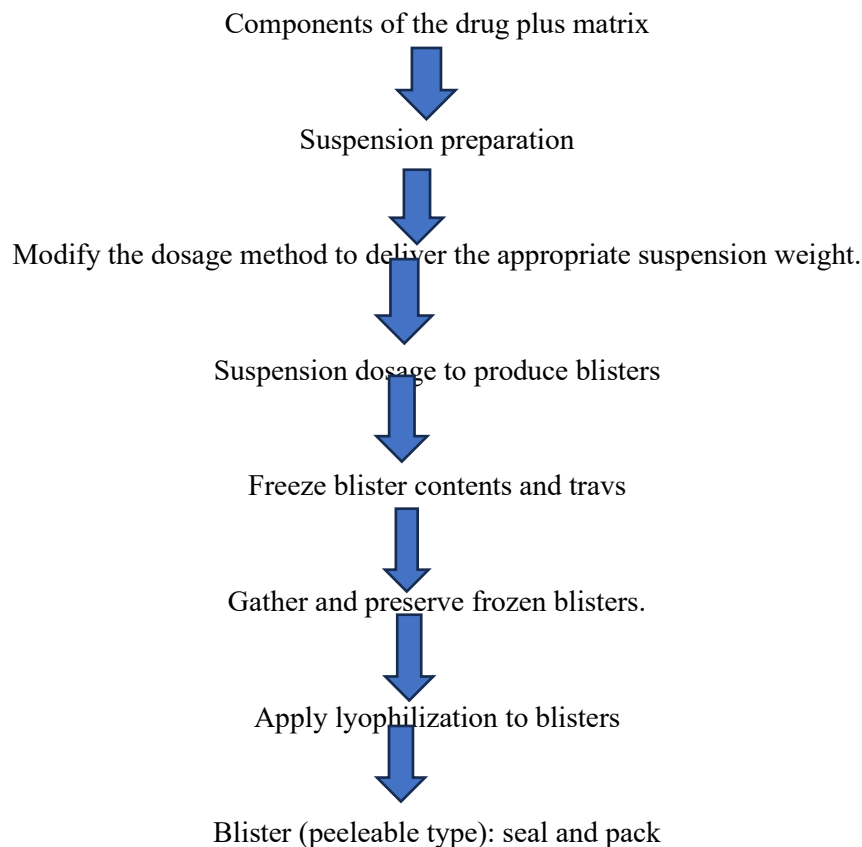 Components of the drug plus matrix
Suspension preparation
Modify the dosage method to deliver the appropriate suspension weight.
Suspension dosage to produce blisters
Freeze blister contents and travs
Gather and preserve frozen blisters.
Apply lyophilization to blisters
Blister (peeleable type): seal and pack